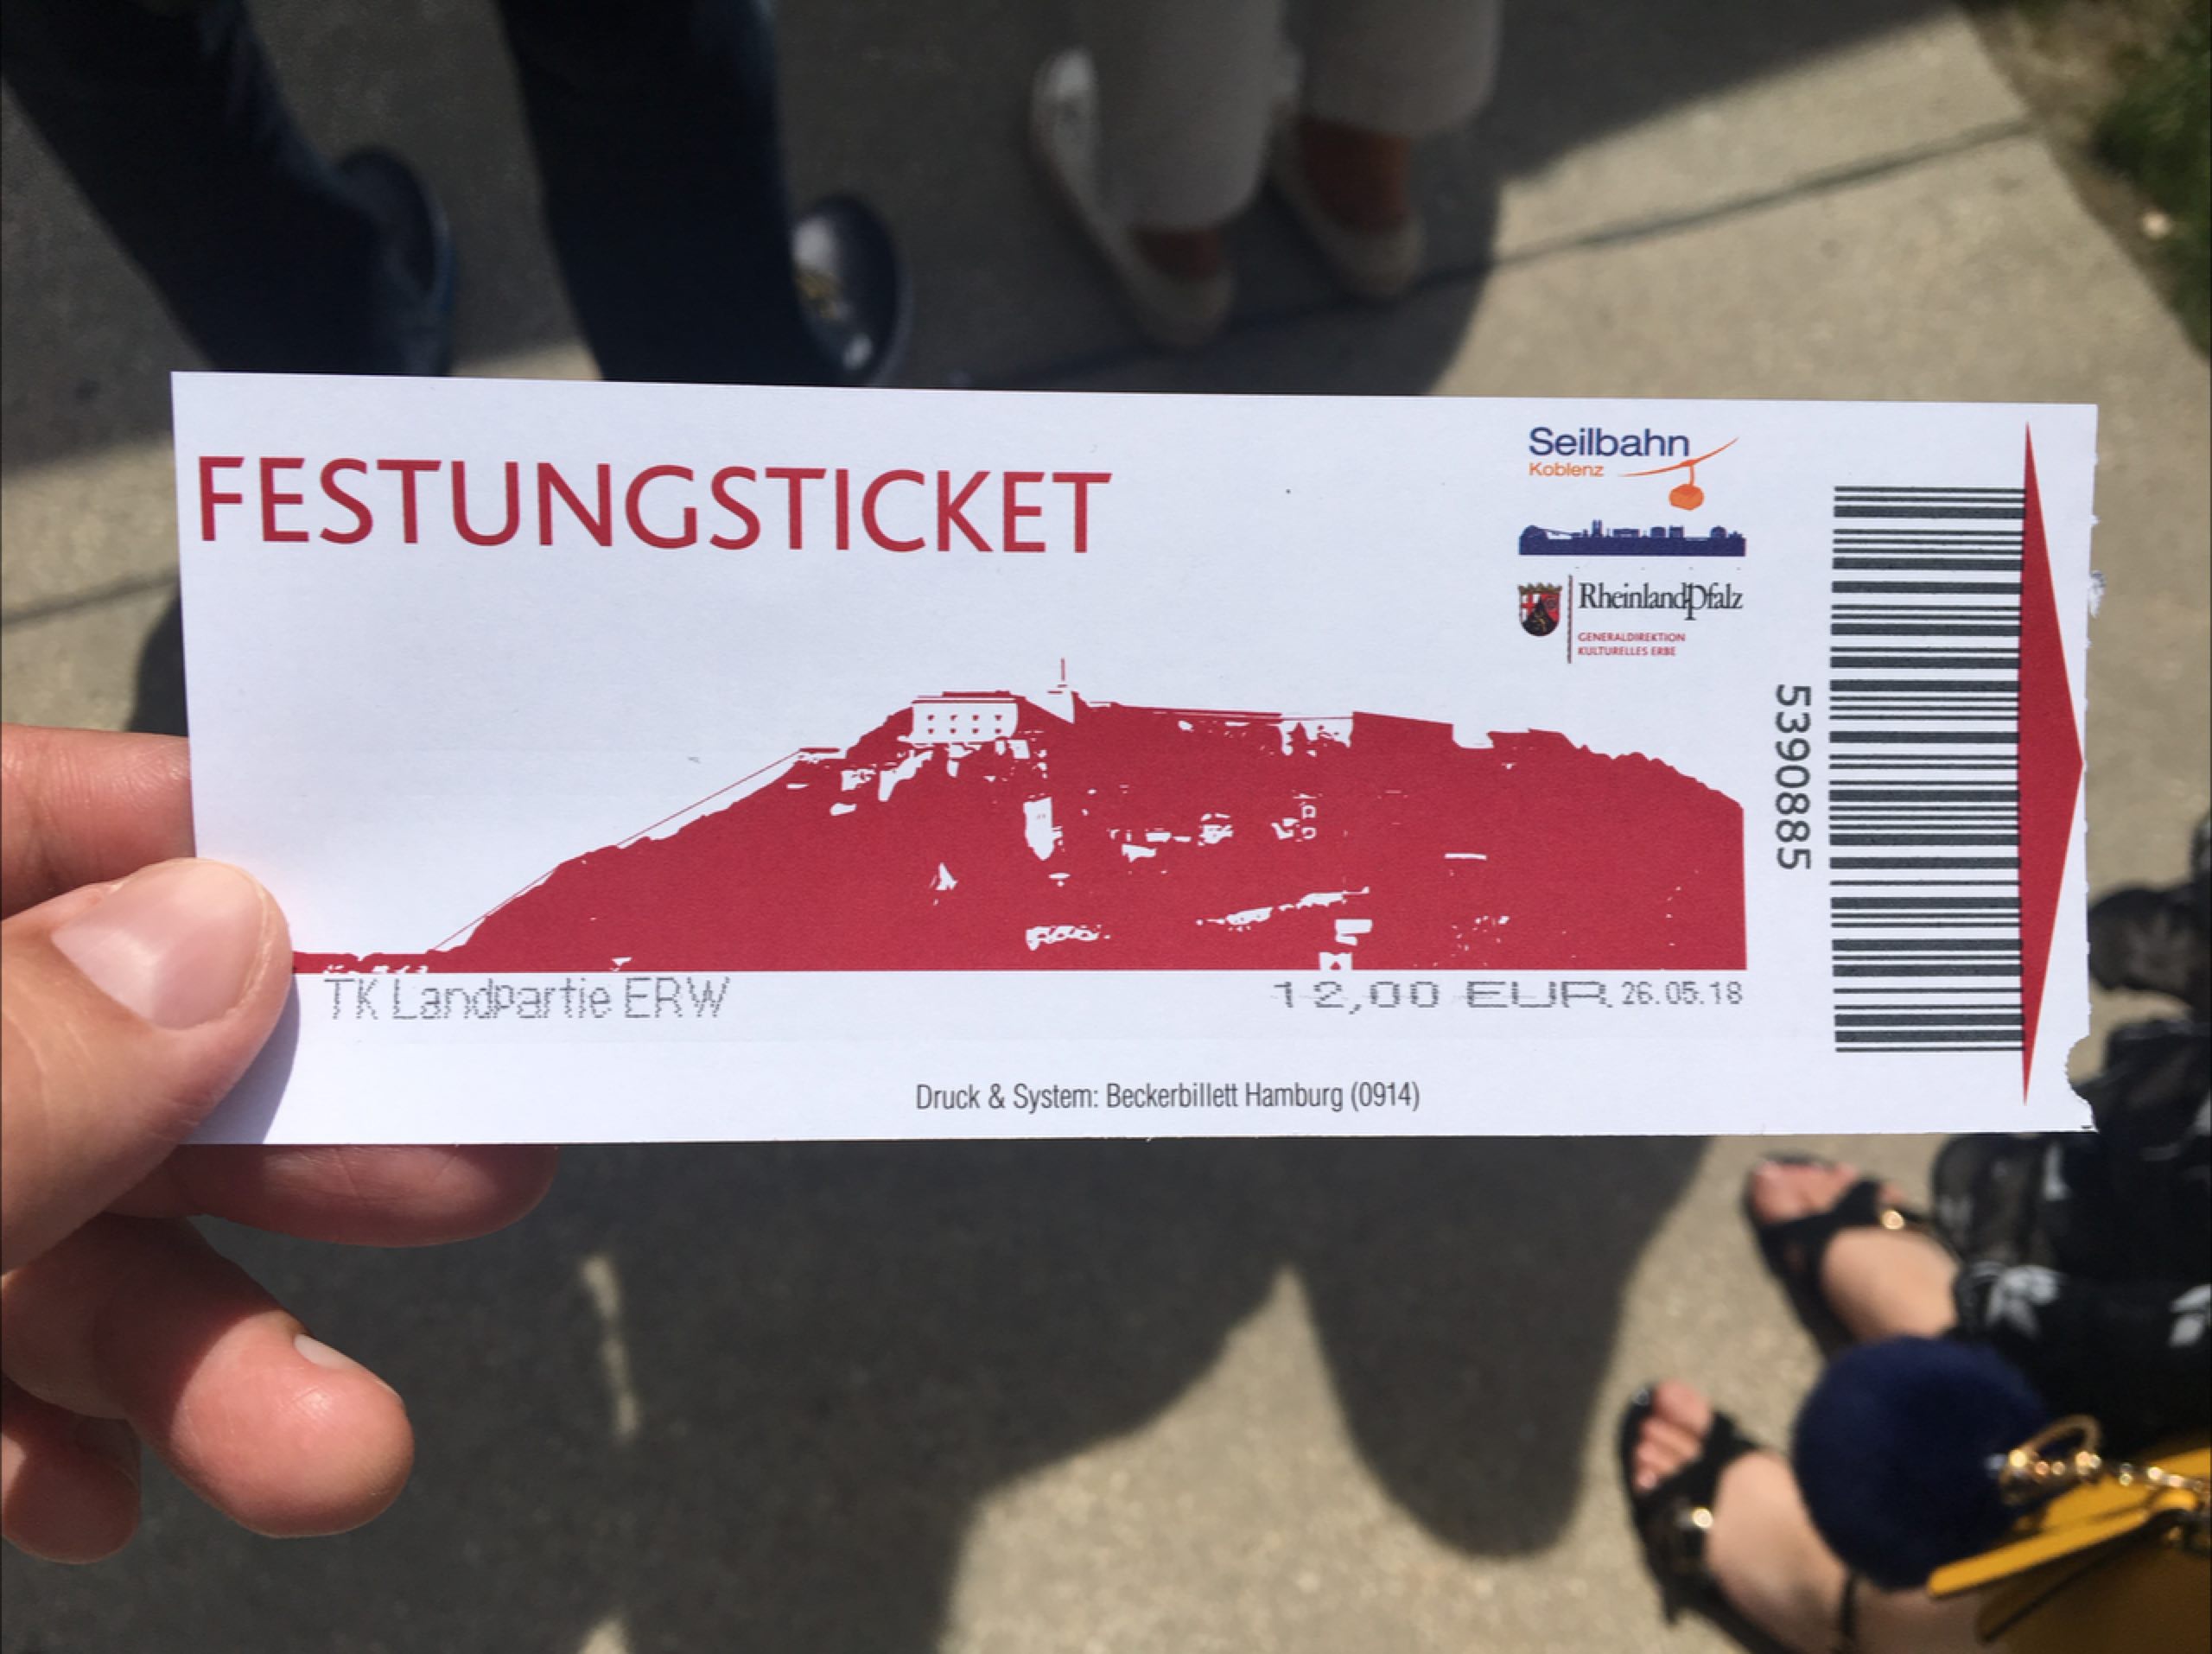 FESTUNGSTICKET
Seilbahn
Koblenz
RheinlandPfalz
GENERALDIREKTION
KULTURELLES ERBE
5390885
TK Landpartie ERW
12,00 EUR 26.05.18
Druck & System: Beckerbillett Hamburg (0914)